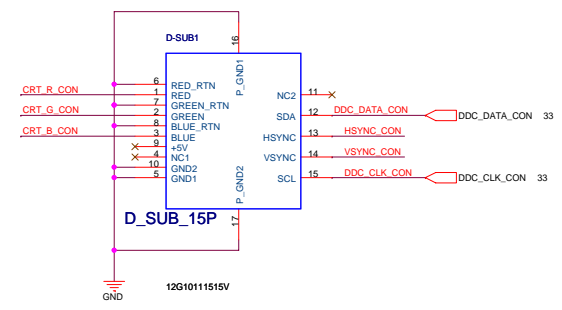 D-SUB1
16
P_GND1
6 RED_RTN
CRT_R_CON 1 RED
7 GREEN_RTN
CRT_G_CON 2 GREEN
8 BLUE_RTN
CRT_B_CON 3 BLUE
9 +5V
4 NC1
10 GND2
5 GND1
NC2 11
SDA 12 DDC_DATA_CON DDC_DATA_CON 33
HSYNC 13 HSYNC_CON
VSYNC 14 VSYNC_CON
SCL 15 DDC_CLK_CON DDC_CLK_CON 33
P_GND2
17
D_SUB_15P
12G10111515V
GND